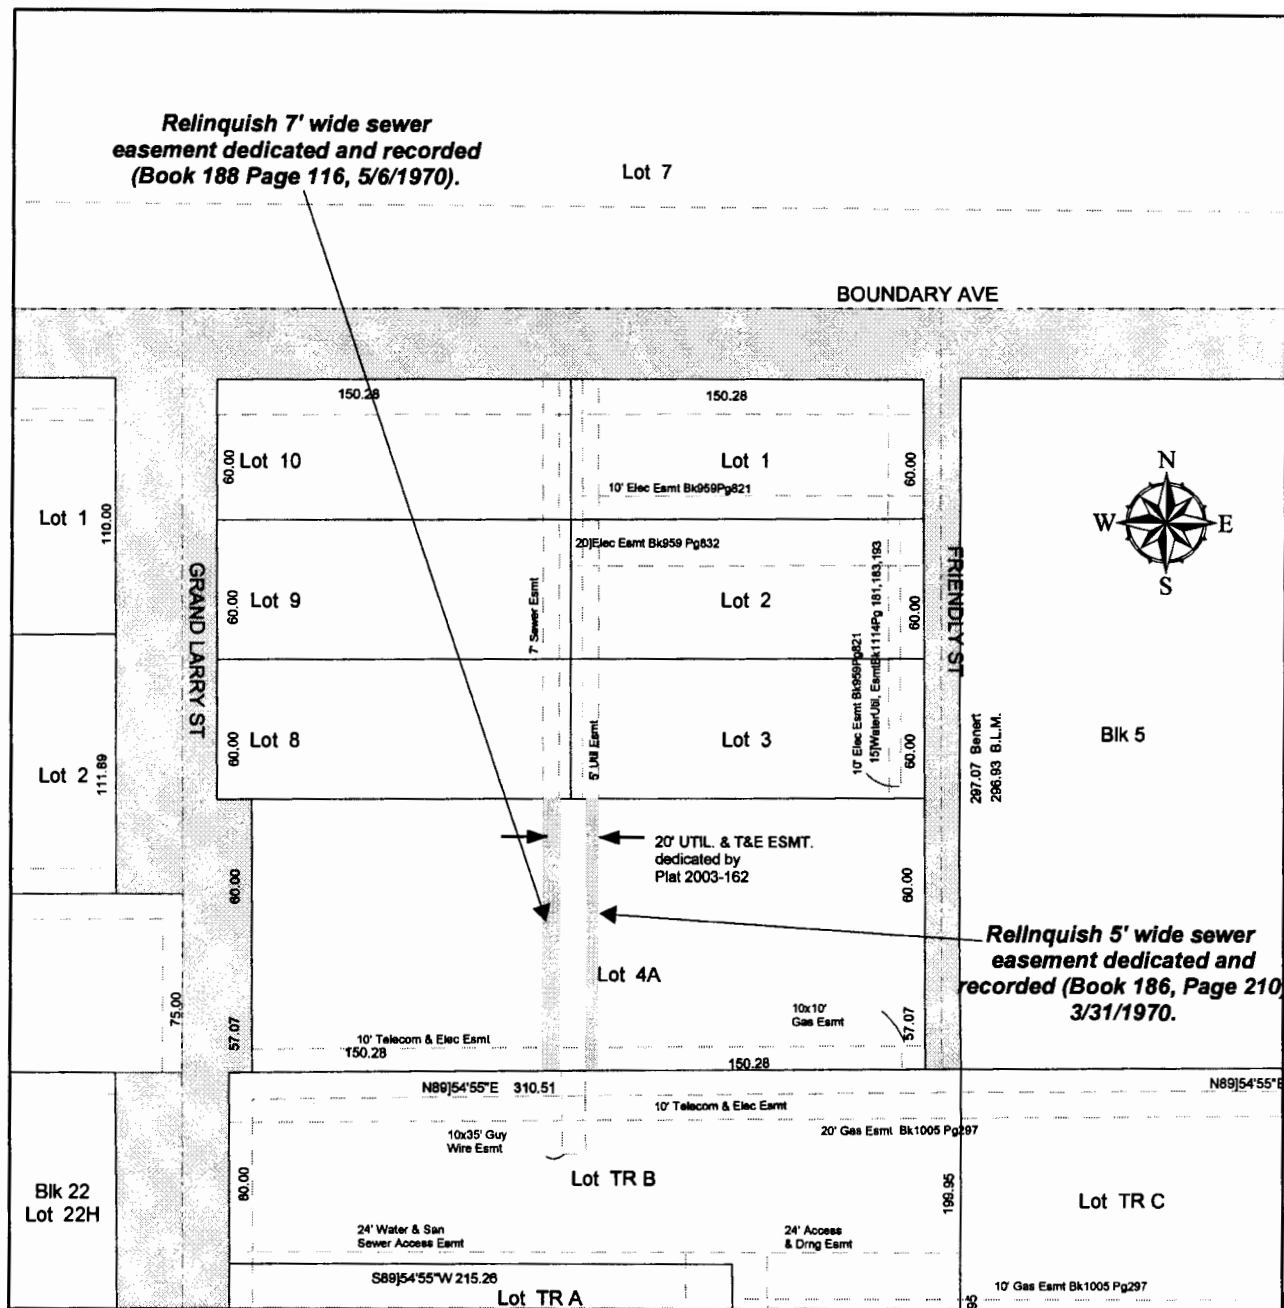 Relinquish 7' wide sewer
easement dedicated and recorded
(Book 188 Page 116, 5/6/1970).
Lot 7
BOUNDARY AVE
150.28
150.28
60.00
Lot 10
Lot 1
60.00
10' Elec Esmt Bk959Pg821
N
W
E
S
Lot 1
110.00
20]Elec Esmt Bk959 Pg832
GRAND LARRY ST
60.00
Lot 9
7' Sewer Esmt
Lot 2
10' Elec Esmt Bk959Pg821
15]WaterUtil, EsmtBk1114Pg 181,183,193
60.00
FRIENDLY ST
Lot 2
111.89
60.00
Lot 8
5' Util Esmt
Lot 3
60.00
297.07 Benert
296.93 B.L.M.
Blk 5
60.00
20' UTIL. & T&E ESMT.
dedicated by
Plat 2003-162
60.00
Relinquish 5' wide sewer
easement dedicated and
recorded (Book 186, Page 210,
3/31/1970.
Lot 4A
75.00
57.07
10' Telecom & Elec Esmt
150.28
10x10'
Gas Esmt
57.07
150.28
N89]54'55"E 310.51
N89]54'55"E
10' Telecom & Elec Esmt
20' Gas Esmt Bk1005 Pg297
10x35' Guy
Wire Esmt
Blk 22
Lot 22H
60.00
Lot TR B
199.95
Lot TR C
24' Water & San
Sewer Access Esmt
24' Access
& Drng Esmt
S89]54'55"W 215.26
Lot TR A
10' Gas Esmt Bk1005 Pg297
95